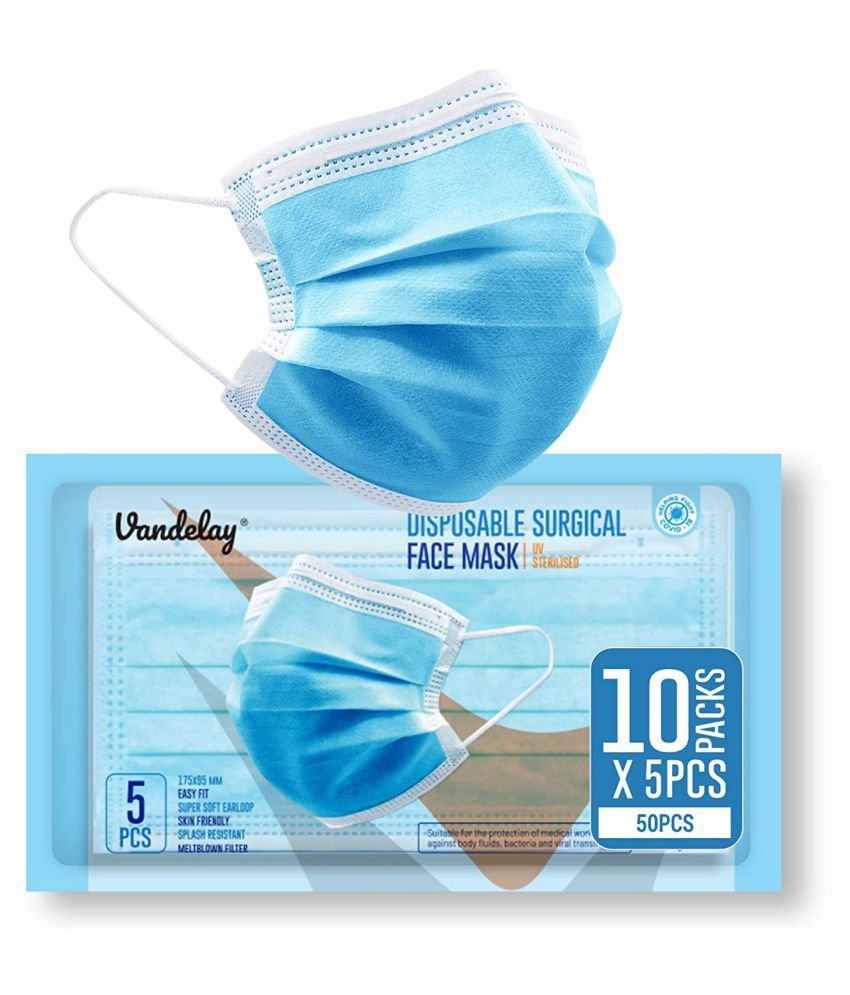 Vandelay®
DISPOSABLE SURGICAL
FACE MASK | UV
STERILISED
HELPING FIGHT
COVID-19
10 PACKS
X 5PCS
50PCS
5
PCS
175X95 MM
EASY FIT
SUPER SOFT EARLOOP
SKIN FRIENDLY
SPLASH RESISTANT
MELTBLOWN FILTER
Suitable for the protection of medical
against body fluids, bacteria and viral